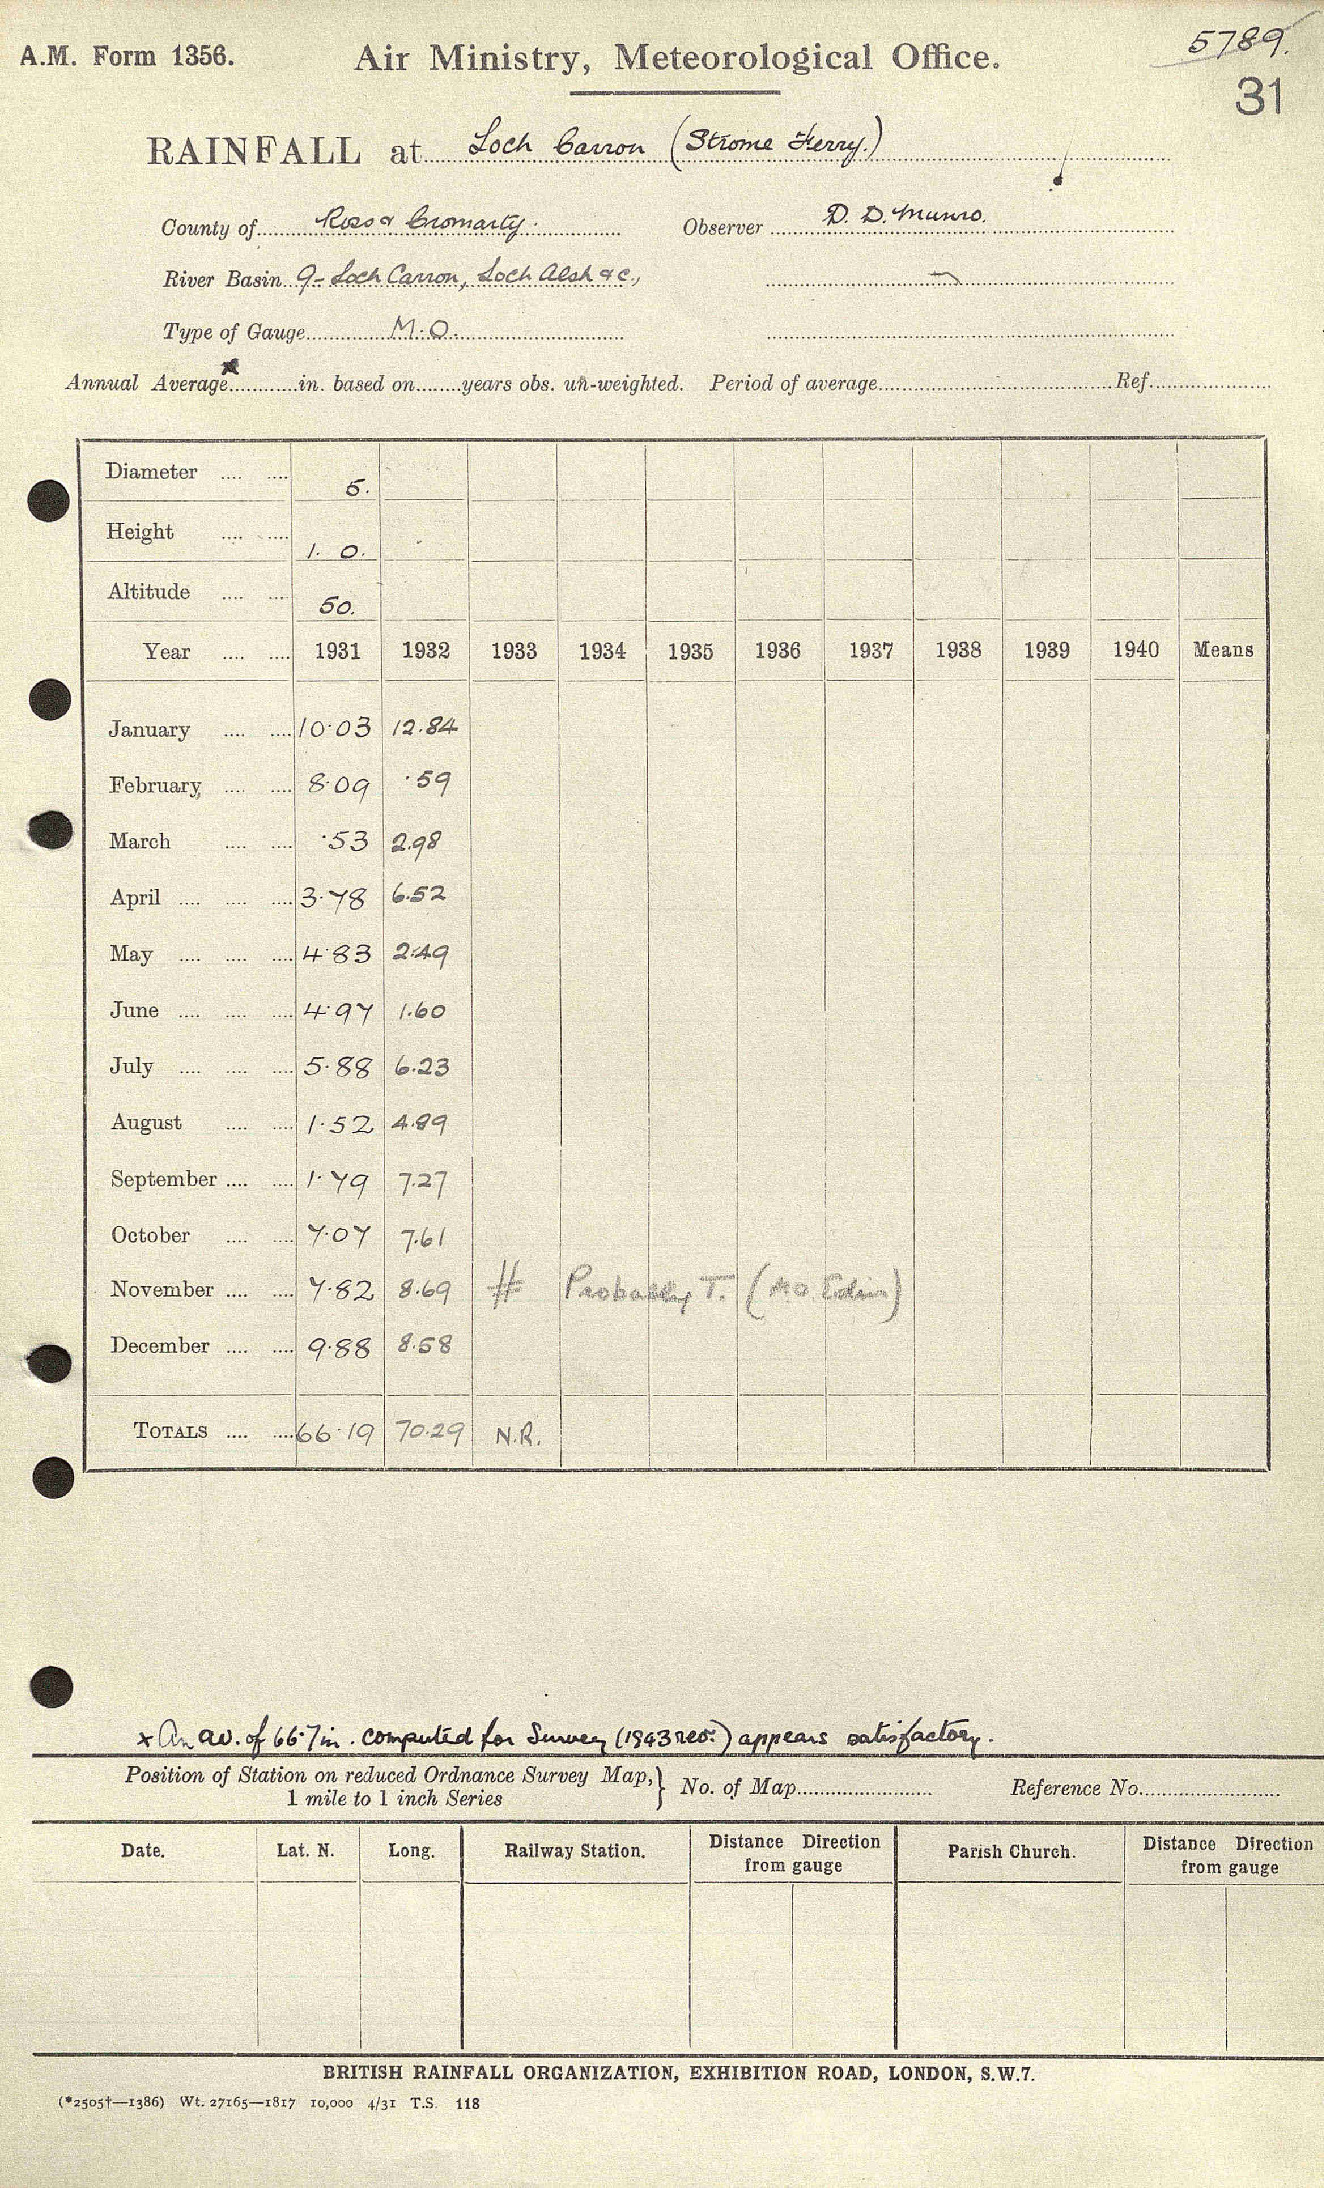 A.M. Form 1356.
Air Ministry, Meteorological Office.
5789.
31
RAINFALL at Loch Carron (Strome Ferry.)
County of Ross & Cromarty. Observer D. D. Munro.
River Basin 9- Loch Carron, Loch Alsh &c.,
Type of Gauge M.O.
Annual Average in. based on years obs. un-weighted. Period of average Ref.
Diameter 5.
Height 1. 0.
Altitude 50.
Year 1931 1932 1933 1934 1935 1936 1937 1938 1939 1940 Means
January 10·03 12.84
February 8·09 ·59
March ·53 2.98
April 3·78 6.52
May 4·83 2.49
June 4·97 1.60
July 5·88 6.23
August 1·52 4.89
September 1·79 7.27
October 7·07 7.61
November 7·82 8.69 # Probably T. (MO Edin)
December 9·88 8.58
TOTALS 66·19 70.29 N.R.
x An av. of 66·7 in. computed for Survey (1943 rev.) appears satisfactory.
Position of Station on reduced Ordnance Survey Map,} No. of Map Reference No.
1 mile to 1 inch Series
Date. Lat. N. Long. Railway Station. Distance Direction from gauge Parish Church. Distance Direction from gauge
BRITISH RAINFALL ORGANIZATION, EXHIBITION ROAD, LONDON, S.W.7.
(*2505†—1386) Wt. 27165—1817 10,000 4/31 T.S. 118